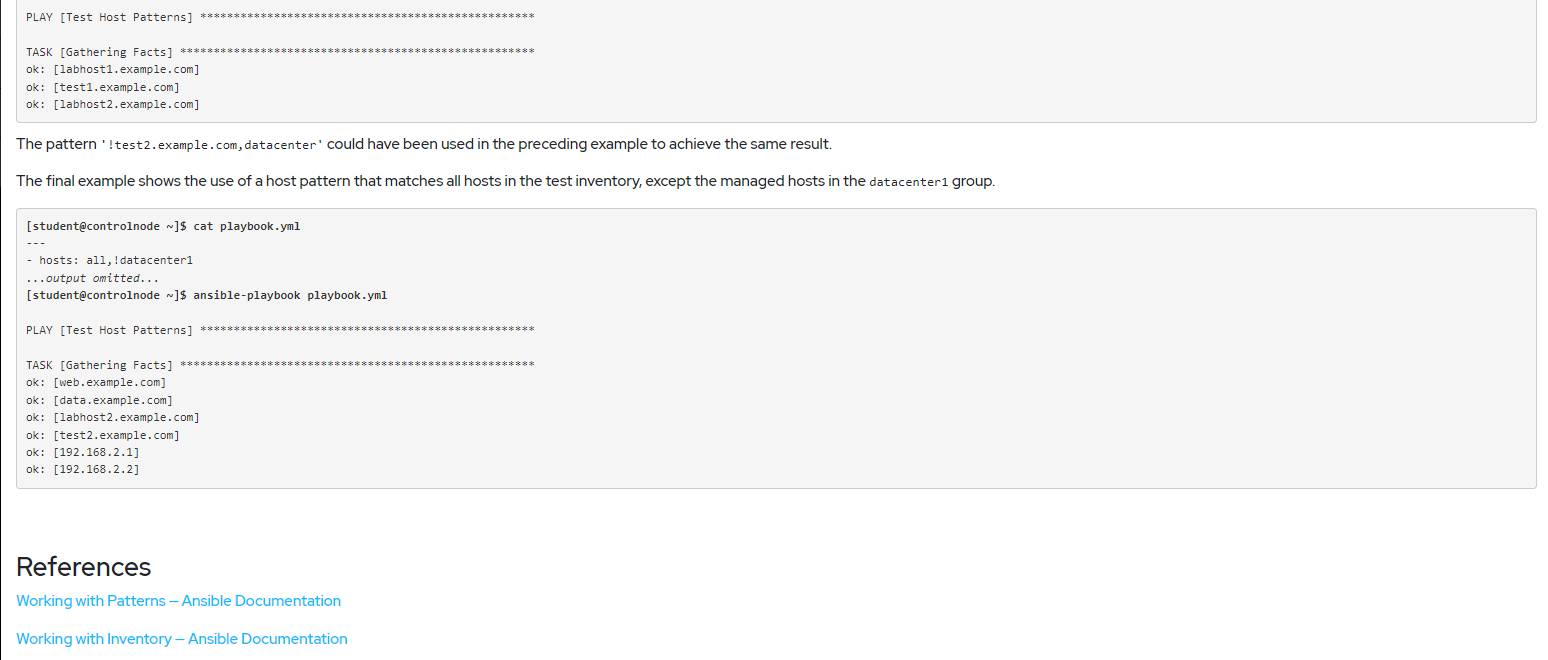 PLAY [Test Host Patterns] **************************************************
TASK [Gathering Facts] *****************************************************
ok: [labhost1.example.com]
ok: [test1.example.com]
ok: [labhost2.example.com]
The pattern '!test2.example.com,datacenter' could have been used in the preceding example to achieve the same result.
The final example shows the use of a host pattern that matches all hosts in the test inventory, except the managed hosts in the datacenter1 group.
[student@controlnode ~]$ cat playbook.yml
---
- hosts: all,!datacenter1
...output omitted...
[student@controlnode ~]$ ansible-playbook playbook.yml
PLAY [Test Host Patterns] **************************************************
TASK [Gathering Facts] *****************************************************
ok: [web.example.com]
ok: [data.example.com]
ok: [labhost2.example.com]
ok: [test2.example.com]
ok: [192.168.2.1]
ok: [192.168.2.2]
References
Working with Patterns — Ansible Documentation
Working with Inventory — Ansible Documentation